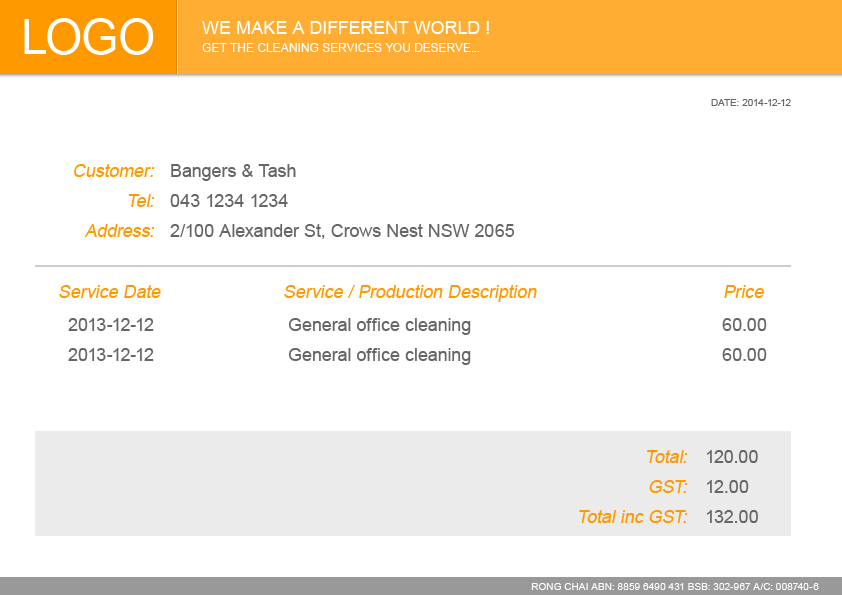 LOGO
WE MAKE A DIFFERENT WORLD !
GET THE CLEANING SERVICES YOU DESERVE...
DATE: 2014-12-12
Customer: Bangers & Tash
Tel: 043 1234 1234
Address: 2/100 Alexander St, Crows Nest NSW 2065
Service Date Service / Production Description Price
2013-12-12 General office cleaning 60.00
2013-12-12 General office cleaning 60.00
Total: 120.00
GST: 12.00
Total inc GST: 132.00
RONG CHAI ABN: 8859 6490 431 BSB: 302-967 A/C: 008740-6